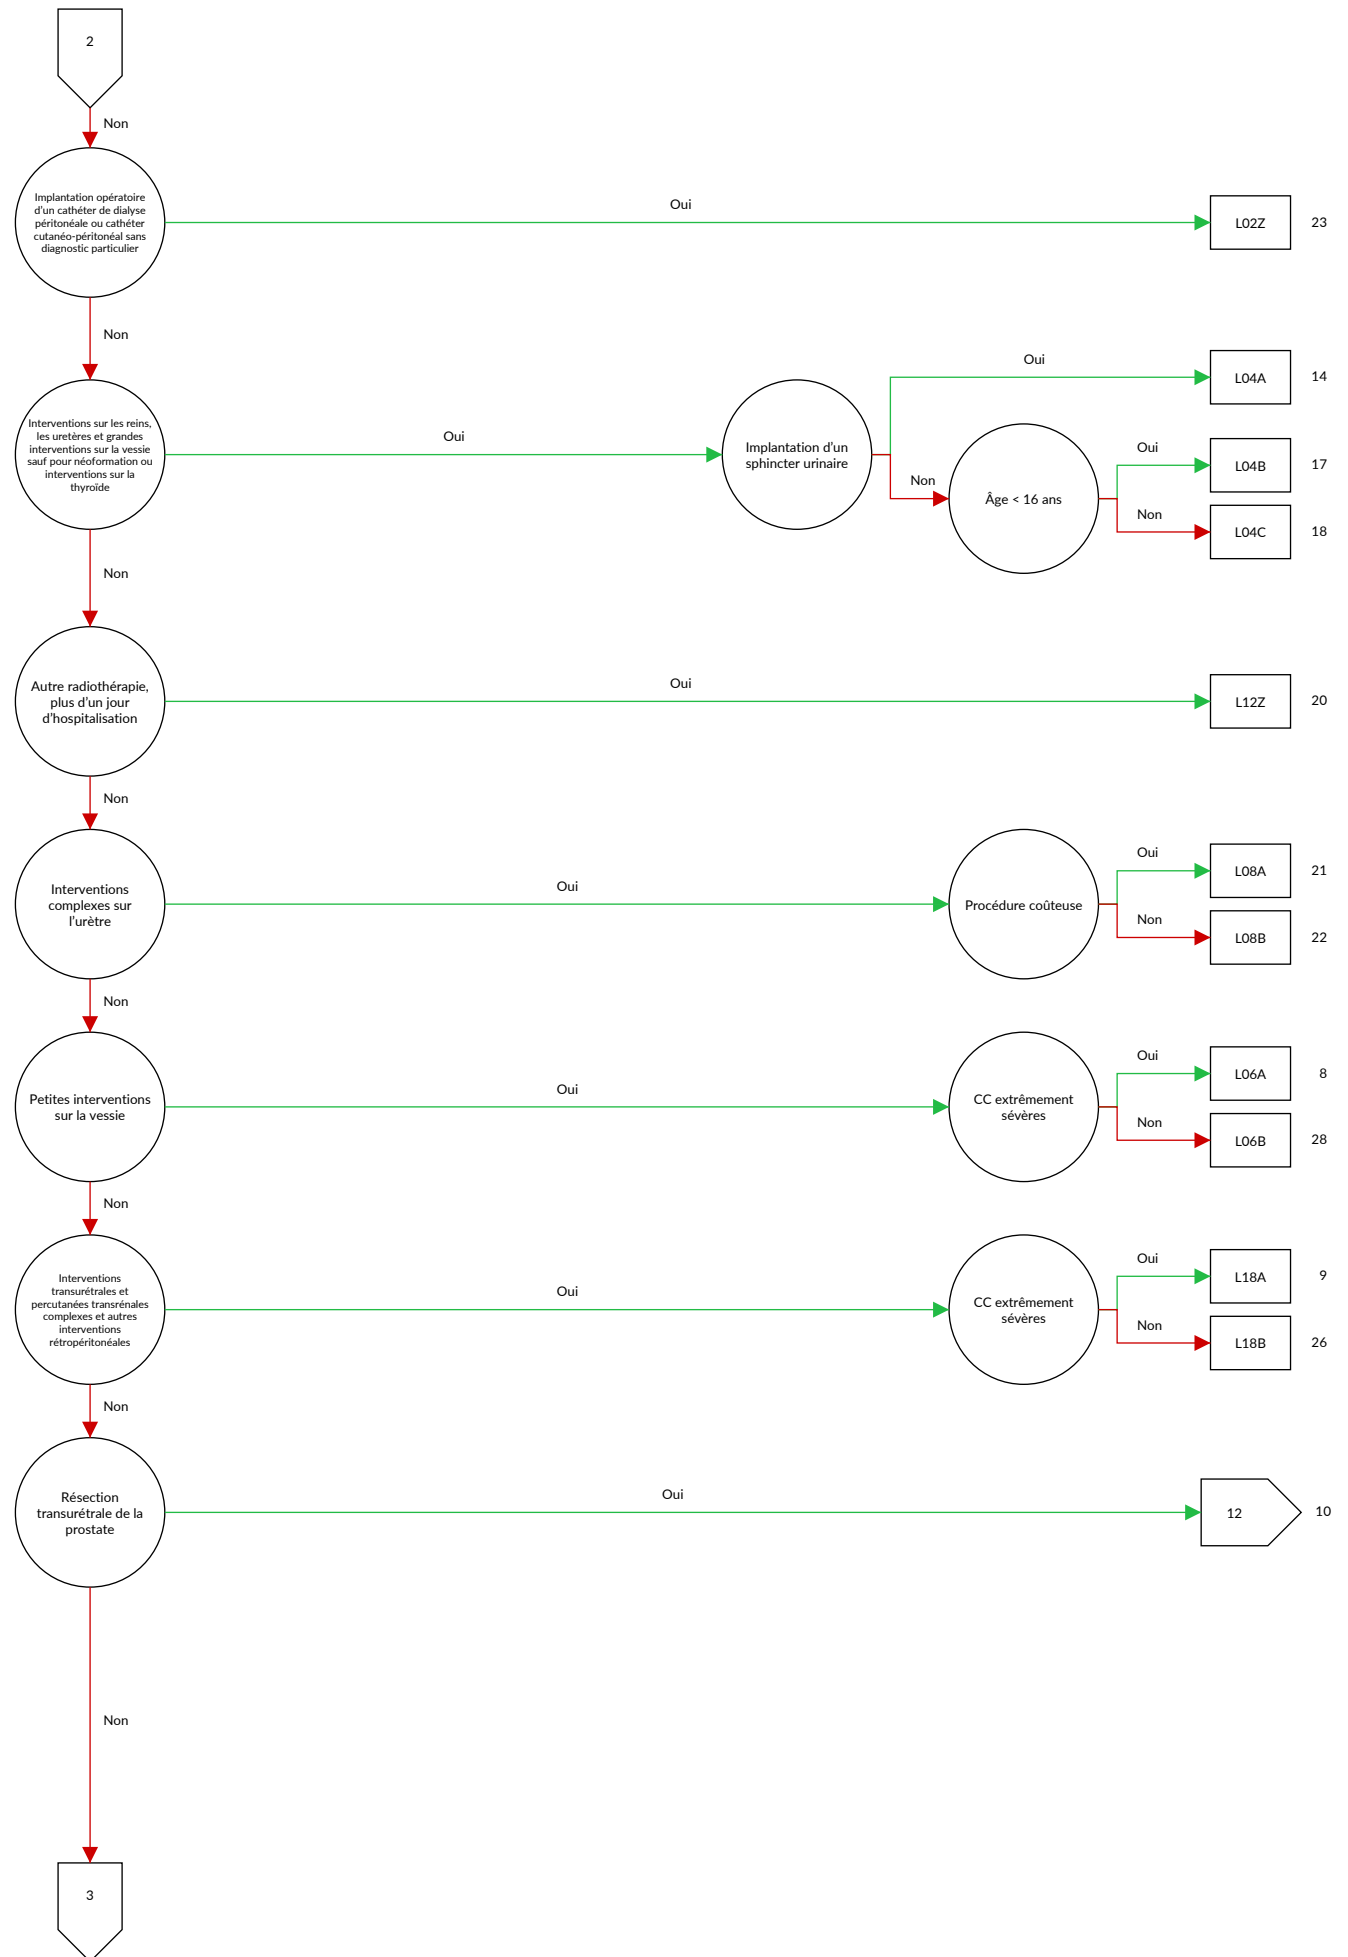 2
Non
Implantation opératoire
d'un cathéter de dialyse
péritonéale ou cathéter
cutanéo-péritonéal sans
diagnostic particulier
Oui
L02Z
23
Non
Interventions sur les reins,
les uretères et grandes
interventions sur la vessie
sauf pour néoformation ou
interventions sur la
thyroïde
Oui
Implantation d'un
sphincter urinaire
Oui
L04A
14
Non
Âge < 16 ans
Oui
L04B
17
Non
L04C
18
Non
Autre radiothérapie,
plus d'un jour
d'hospitalisation
Oui
L12Z
20
Non
Interventions
complexes sur
l'urètre
Oui
Procédure coûteuse
Oui
L08A
21
Non
L08B
22
Non
Petites interventions
sur la vessie
Oui
CC extrêmement
sévères
Oui
L06A
8
Non
L06B
28
Non
Interventions
transurétrales et
percutanées transrénales
complexes et autres
interventions
rétropéritonéales
Oui
CC extrêmement
sévères
Oui
L18A
9
Non
L18B
26
Non
Résection
transurétrale de la
prostate
Oui
12
10
Non
3